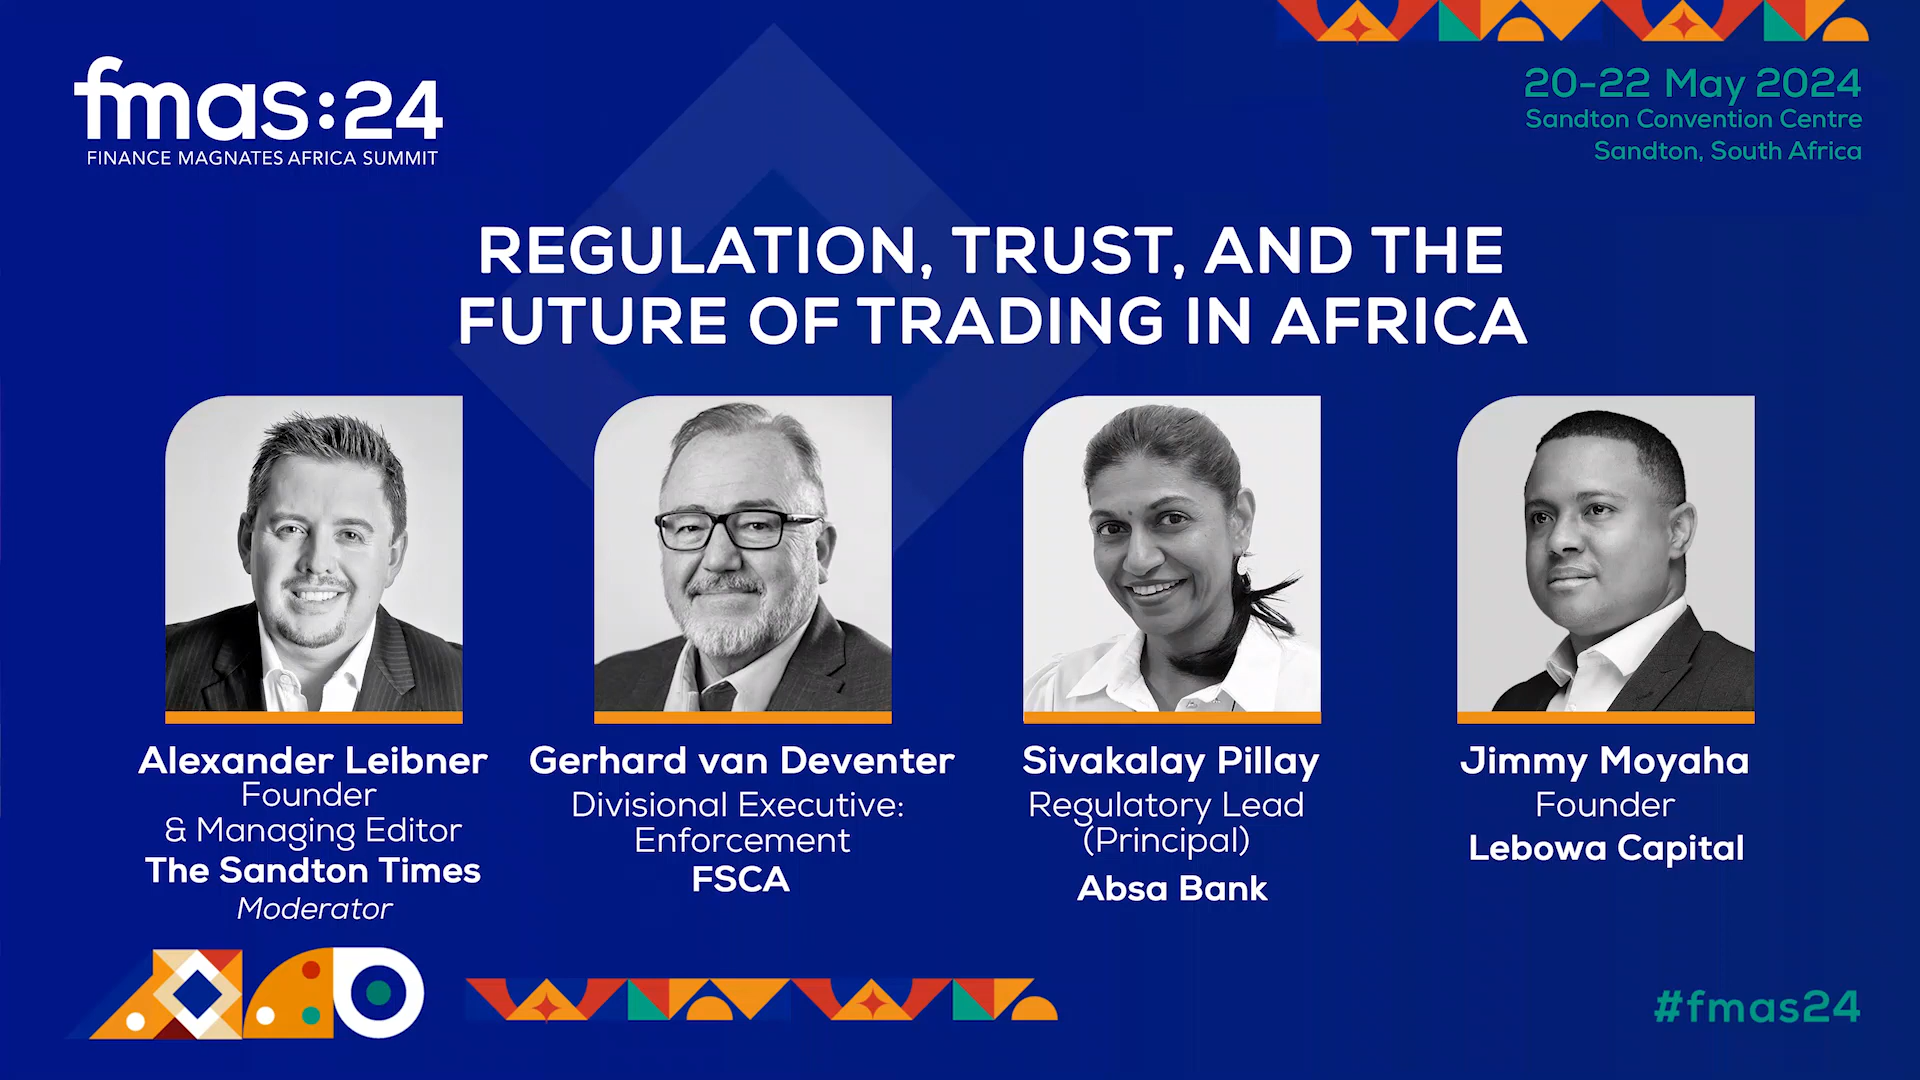 fmas:24
FINANCE MAGNATES AFRICA SUMMIT
20-22 May 2024
Sandton Convention Centre
Sandton, South Africa
REGULATION, TRUST, AND THE
FUTURE OF TRADING IN AFRICA
Alexander Leibner
Founder
& Managing Editor
The Sandton Times
Moderator
Gerhard van Deventer
Divisional Executive:
Enforcement
FSCA
Sivakalay Pillay
Regulatory Lead
(Principal)
Absa Bank
Jimmy Moyaha
Founder
Lebowa Capital
#fmas24